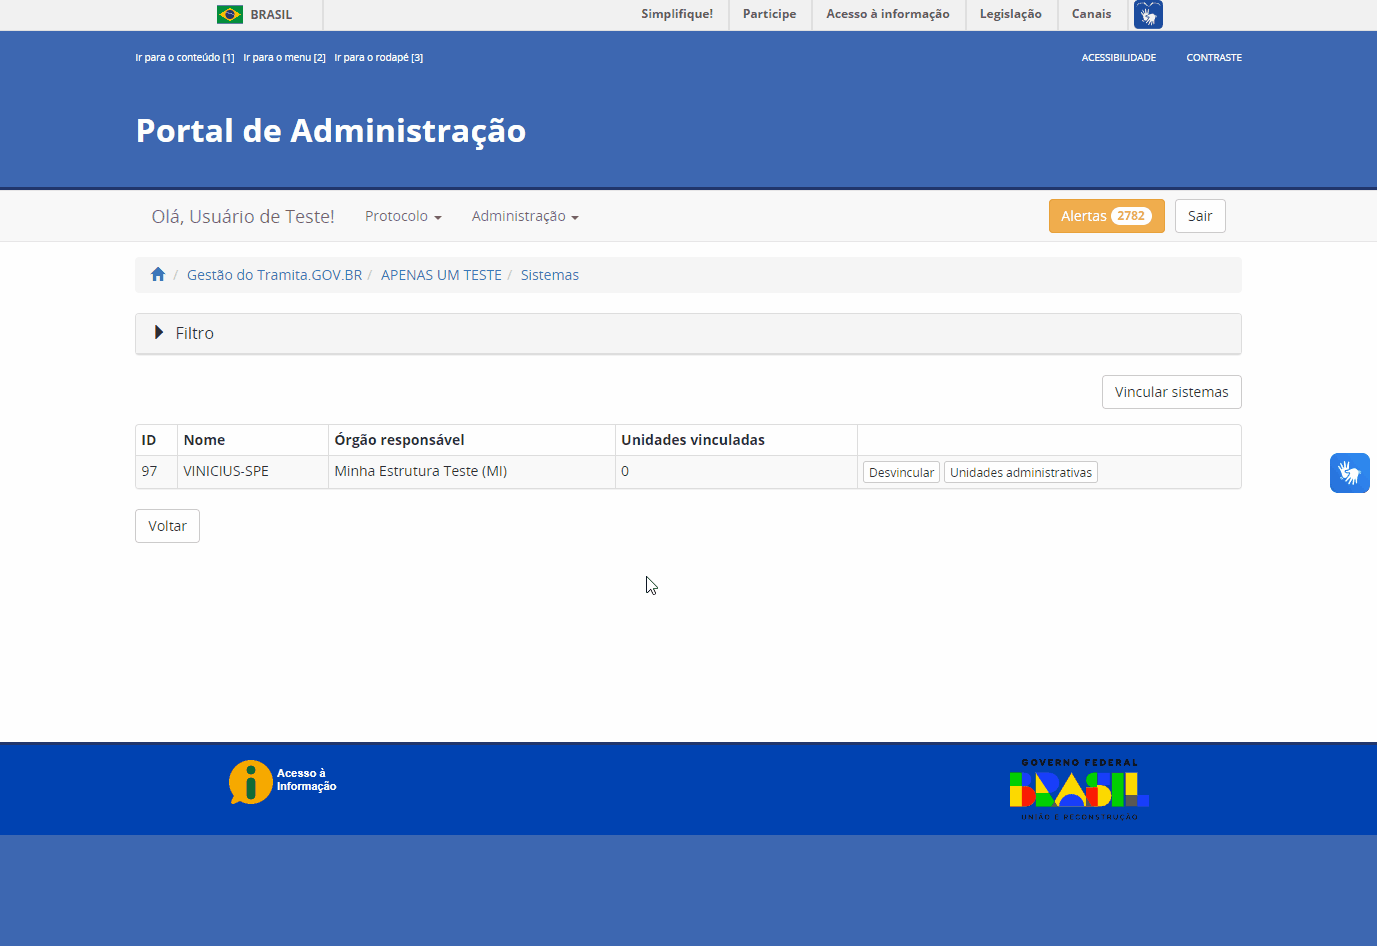 BRASIL
Simplifique! Participe Acesso à informação Legislação Canais
Ir para o conteúdo [1] Ir para o menu [2] Ir para o rodapé [3]
ACESSIBILIDADE CONTRASTE
Portal de Administração
Olá, Usuário de Teste! Protocolo Administração Alertas 2782 Sair
/ Gestão do Tramita.GOV.BR / APENAS UM TESTE / Sistemas
Filtro
Vincular sistemas
ID Nome Órgão responsável Unidades vinculadas
97 VINICIUS-SPE Minha Estrutura Teste (MI) 0 Desvincular Unidades administrativas
Voltar
Acesso à
Informação
GOVERNO FEDERAL
BRASIL
UNIÃO E RECONSTRUÇÃO